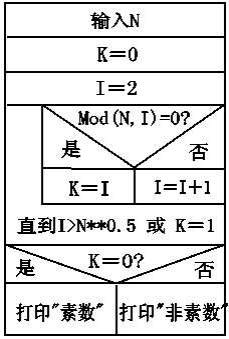 输入N
K=0
I=2
Mod(N,I)=0?
是 否
K=I I=I+1
直到I>N**0.5 或 K=1
K=0?
是 否
打印"素数" 打印"非素数"